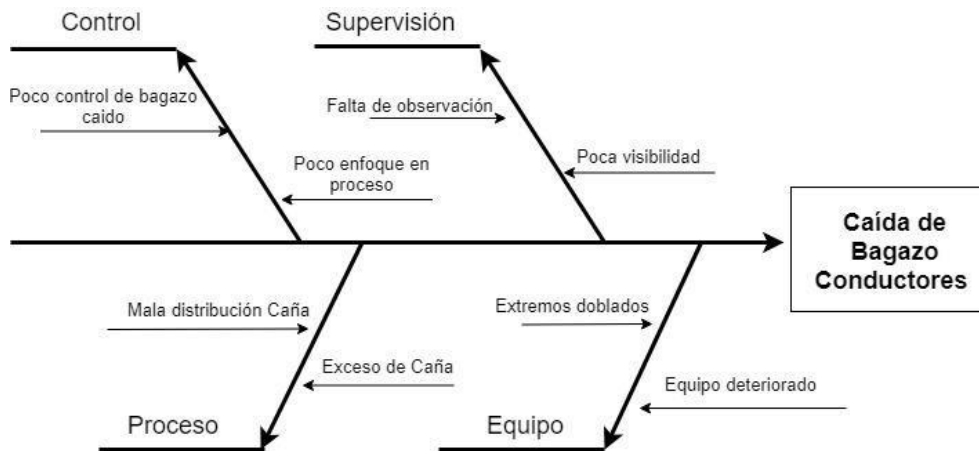 Control
Supervisión
Poco control de bagazo
caido
Falta de observación
Poco enfoque en
proceso
Poca visibilidad
Caída de
Bagazo
Conductores
Mala distribución Caña
Extremos doblados
Exceso de Caña
Equipo deteriorado
Proceso
Equipo